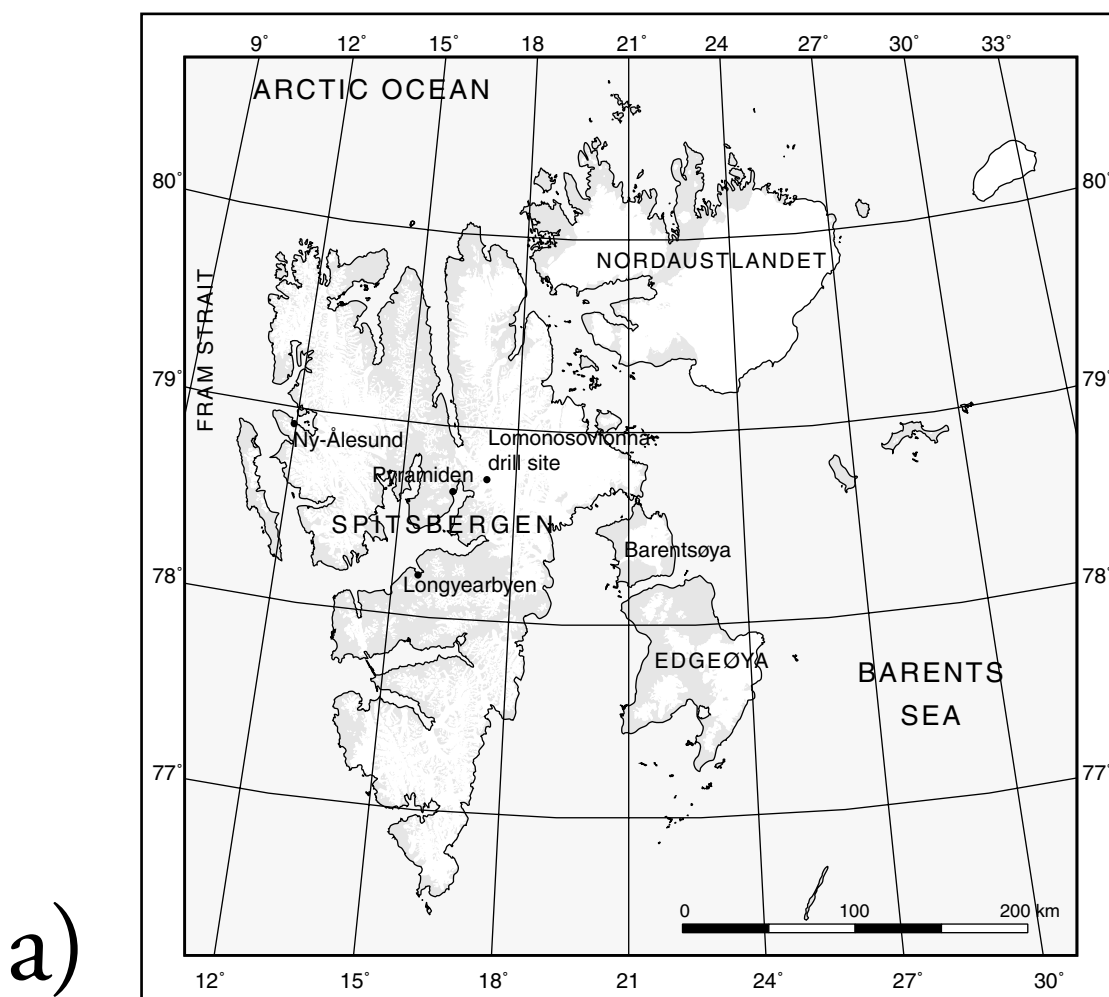 9° 12° 15° 18 21° 24 27° 30° 33°
ARCTIC OCEAN
80° 80°
NORDAUSTLANDET
FRAM STRAIT
79° 79°
Ny-Ålesund
Lomonosovfonna
drill site
Pyramiden
SPITSBERGEN
Barentsøya
78° 78°
Longyearbyen
EDGEØYA
BARENTS
SEA
77° 77°
0 100 200 km
a)
12° 15° 18° 21° 24° 27° 30°